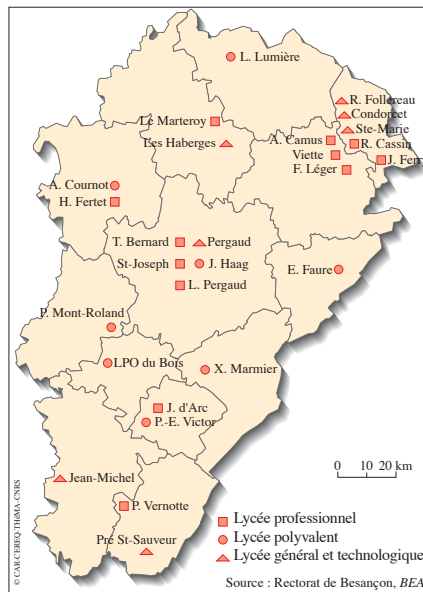 L. Lumière
R. Follereau
Condorcet
Le Marteroy
Ste-Marie
Les Haberges
A. Camus
R. Cassin
Viette
J. Ferry
F. Léger
A. Cournot
H. Fertet
T. Bernard
Pergaud
St-Joseph
J. Haag
E. Faure
L. Pergaud
P. Mont-Roland
LPO du Bois
X. Marmier
J. d'Arc
P.-E. Victor
Jean-Michel
0 10 20 km
P. Vernotte
Pré St-Sauveur
Lycée professionnel
Lycée polyvalent
Lycée général et technologique
Source : Rectorat de Besançon, BEA
© CAR-CEREQ-THéMA-CNRS